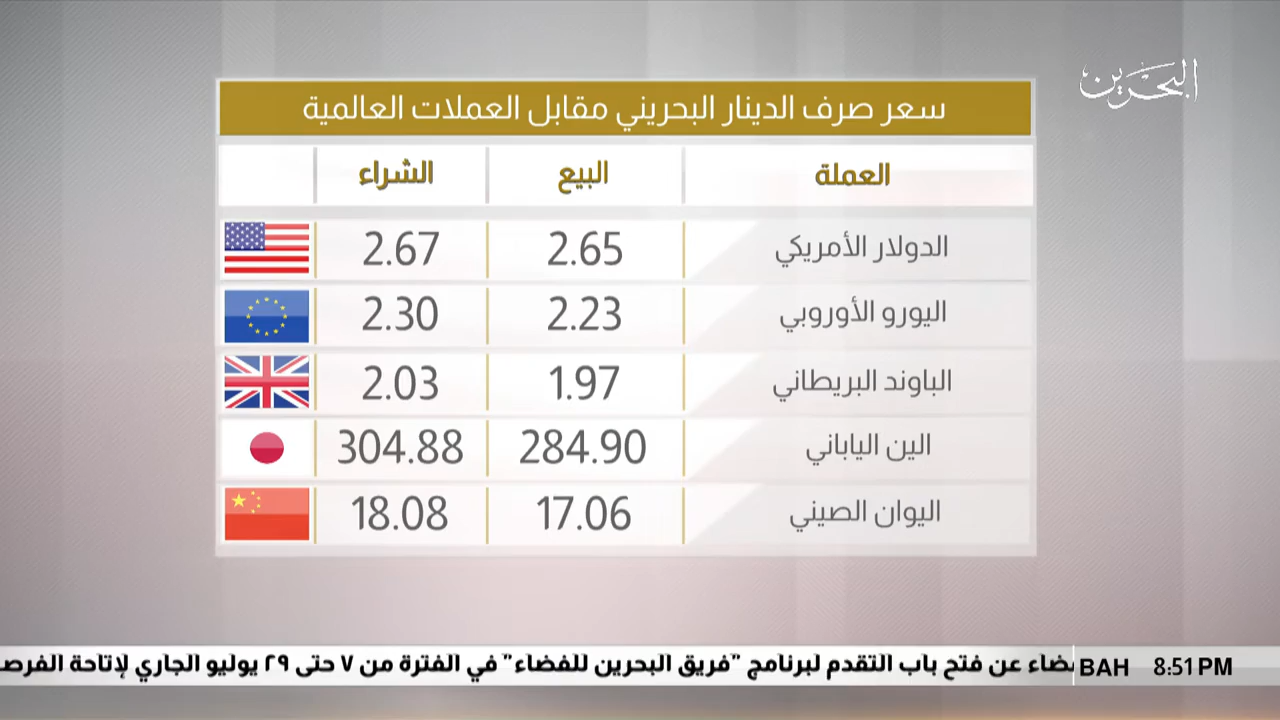 البحرين
سعر صرف الدينار البحريني مقابل العملات العالمية
العملة البيع الشراء
الدولار الأمريكي 2.65 2.67
اليورو الأوروبي 2.23 2.30
الباوند البريطاني 1.97 2.03
الين الياباني 284.90 304.88
اليوان الصيني 17.06 18.08
عن فتح باب التقدم لبرنامج "فريق البحرين للفضاء" في الفترة من ٧ حتى ٢٩ يوليو الجاري لإتاحة
BAH 8:51 PM